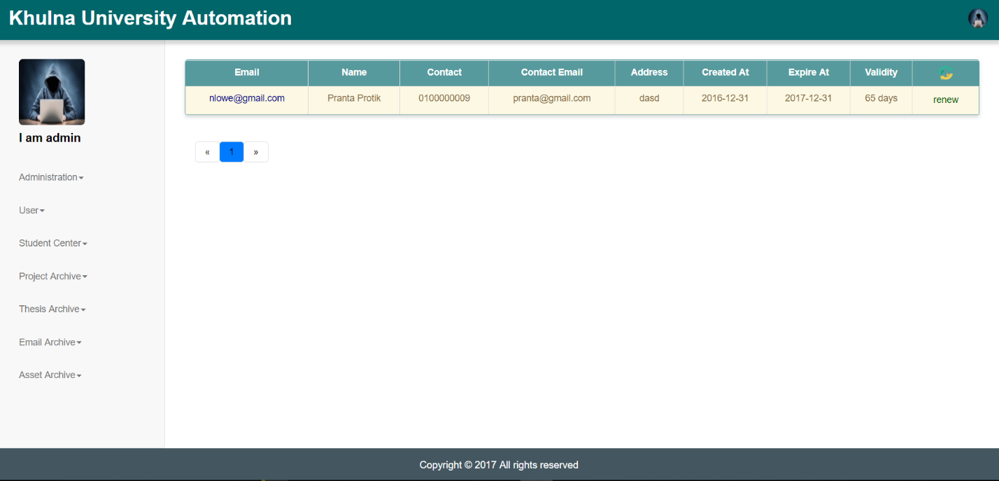 Khulna University Automation
I am admin
Administration
User
Student Center
Project Archive
Thesis Archive
Email Archive
Asset Archive
Email Name Contact Contact Email Address Created At Expire At Validity
nlowe@gmail.com Pranta Protik 0100000009 pranta@gmail.com dasd 2016-12-31 2017-12-31 65 days renew
« 1 »
Copyright © 2017 All rights reserved